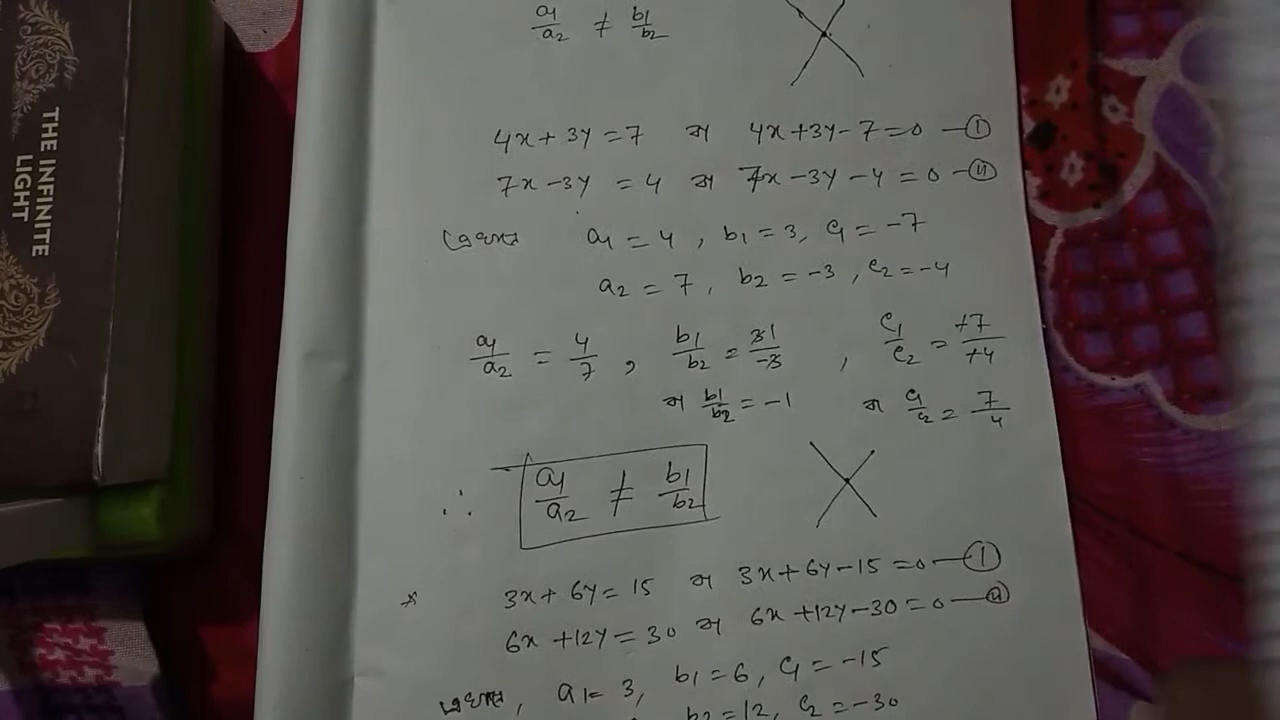 THE INFINITE
LIGHT
a1/a2 ≠ b1/b2
4x + 3y = 7 বা 4x + 3y - 7 = 0 —(i)
7x - 3y = 4 বা 7x - 3y - 4 = 0 —(ii)
a1 = 4, b1 = 3, c1 = -7
a2 = 7, b2 = -3, c2 = -4
a1/a2 = 4/7, b1/b2 = 31/-3, c1/c2 = +7/+4
বা b1/b2 = -1 বা c1/c2 = 7/4
∴ a1/a2 ≠ b1/b2
* 3x + 6y = 15 বা 3x + 6y - 15 = 0 —(i)
6x + 12y = 30 বা 6x + 12y - 30 = 0 —(ii)
, a1 = 3, b1 = 6, c1 = -15
b2 = 12, c2 = -30